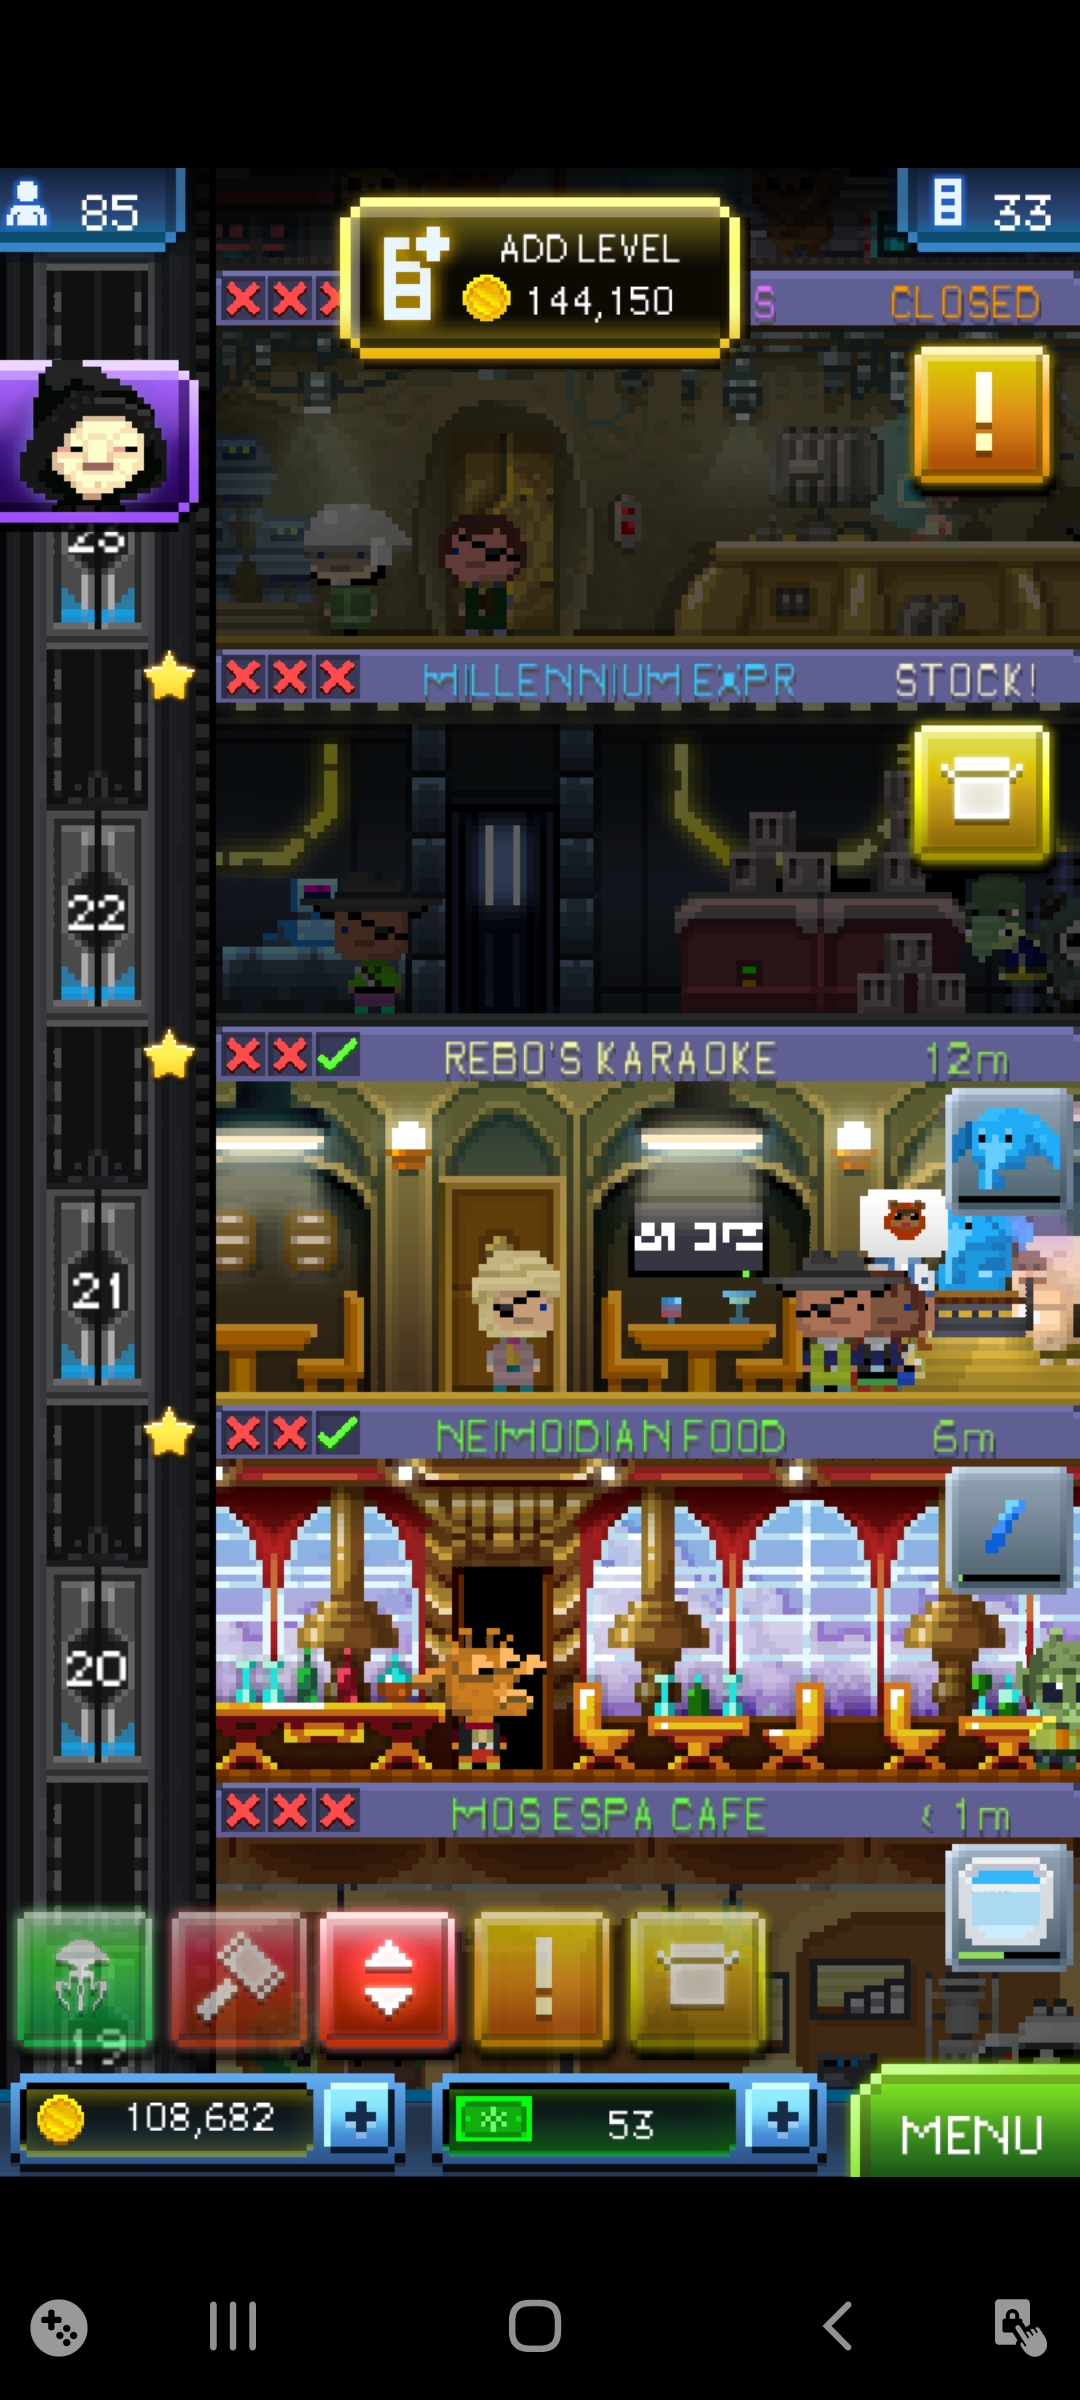 85
ADD LEVEL
144,150
33
S CLOSED
23
MILLENNIUM EXPR STOCK!
22
REBO'S KARAOKE 12m
21
NEIMOIDIAN FOOD 6m
20
MOS ESPA CAFE < 1m
19
108,682
53
MENU